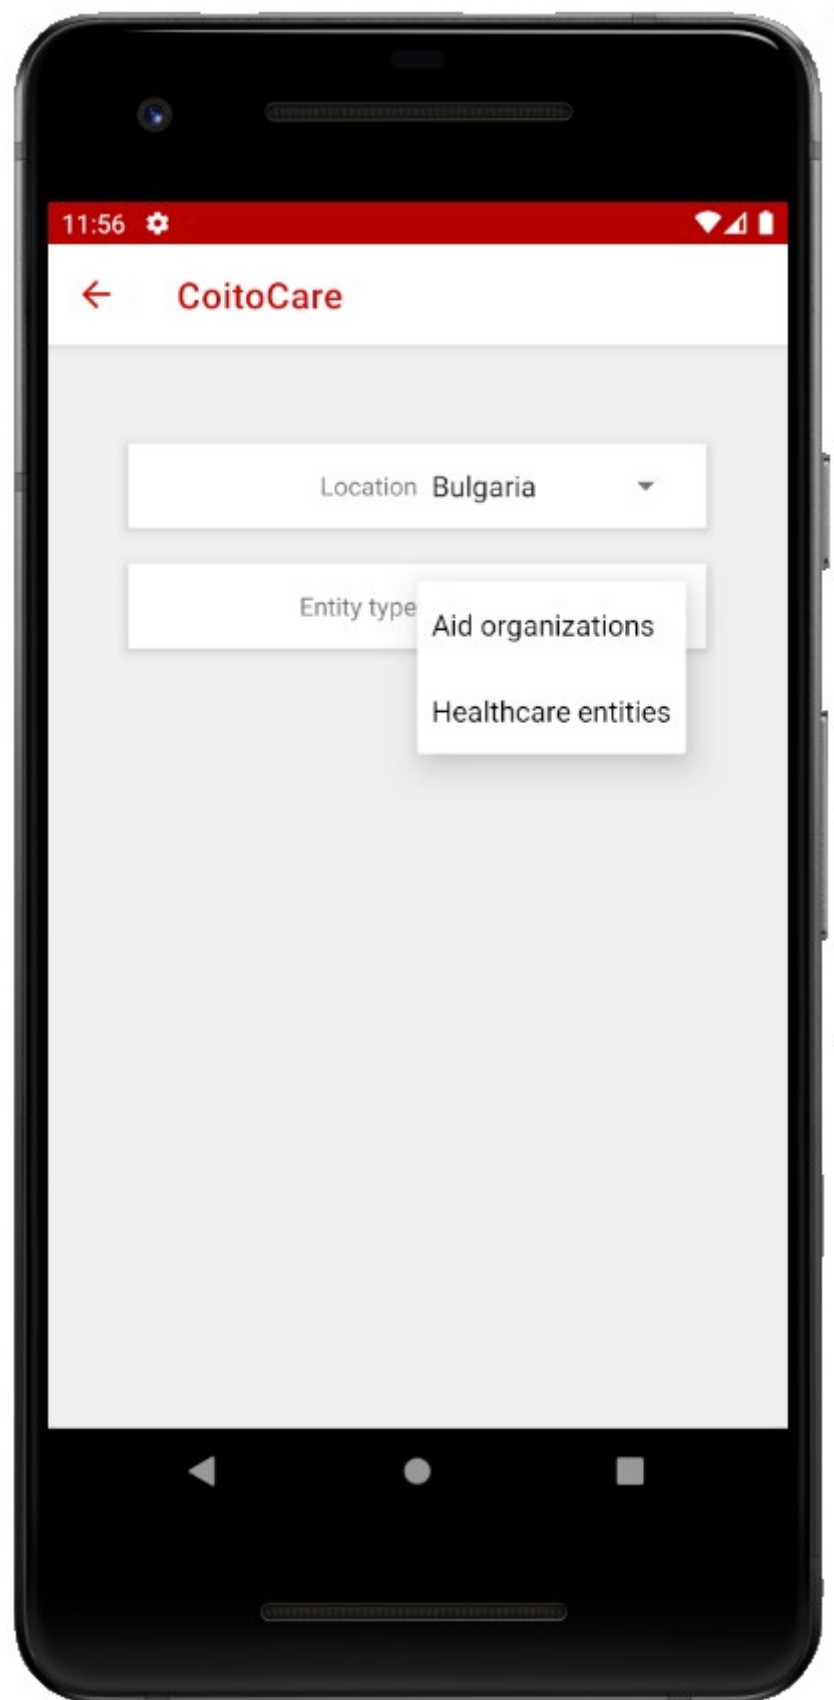 11:56
CoitoCare
Location Bulgaria
Entity type
Aid organizations
Healthcare entities